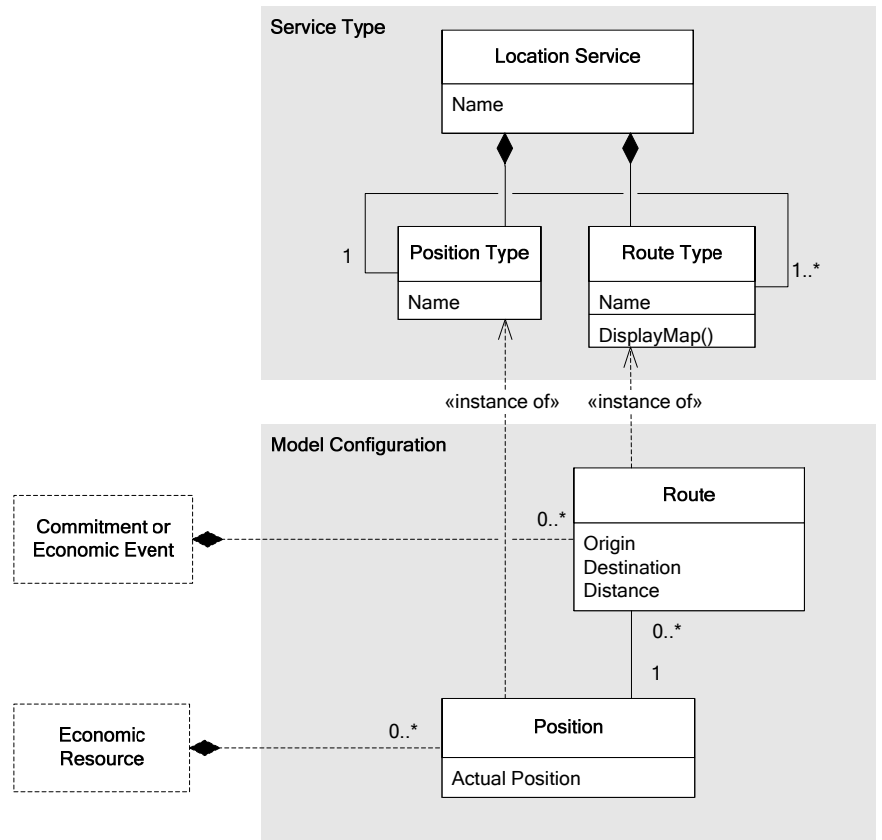 Service Type
Location Service
Name
Position Type
Name
1
Route Type
Name
DisplayMap()
1..*
«instance of»
«instance of»
Model Configuration
Route
Origin
Destination
Distance
Commitment or
Economic Event
0..*
0..*
1
Position
Actual Position
Economic
Resource
0..*